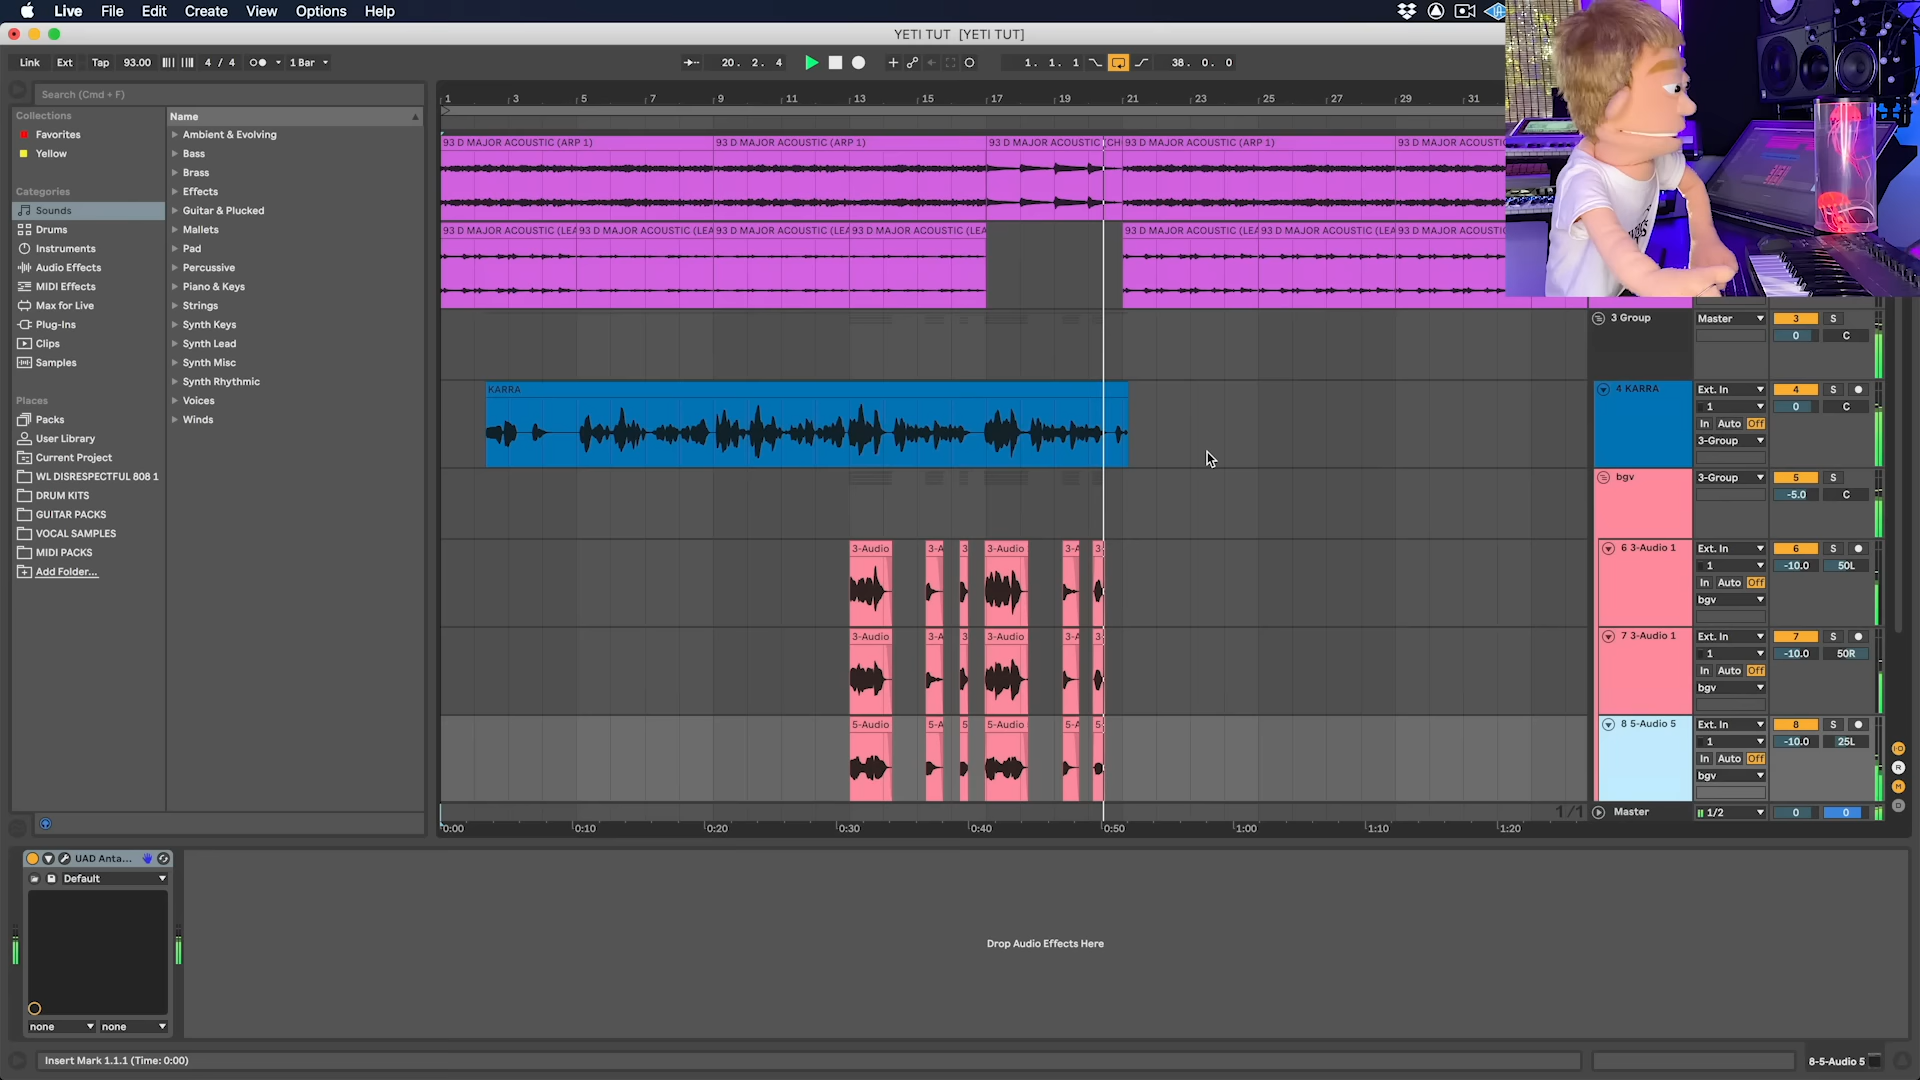 Live File Edit Create View Options Help
YETI TUT [YETI TUT]
Link Ext Tap 93.00 4 / 4 1 Bar 20. 2. 4 1. 1. 1 38. 0. 0
Search (Cmd + F)
Collections
Favorites
Yellow
Categories
Sounds
Drums
Instruments
Audio Effects
MIDI Effects
Max for Live
Plug-Ins
Clips
Samples
Places
Packs
User Library
Current Project
WL DISRESPECTFUL 808 1
DRUM KITS
GUITAR PACKS
VOCAL SAMPLES
MIDI PACKS
Add Folder...
Name
Ambient & Evolving
Bass
Brass
Effects
Guitar & Plucked
Mallets
Pad
Percussive
Piano & Keys
Strings
Synth Keys
Synth Lead
Synth Misc
Synth Rhythmic
Voices
Winds
1 3 5 7 9 11 13 15 17 19 21 23 25 27 29 31
93 D MAJOR ACOUSTIC (ARP 1) 93 D MAJOR ACOUSTIC (ARP 1) 93 D MAJOR ACOUSTIC (CH 93 D MAJOR ACOUSTIC (ARP 1) 93 D MAJOR ACOUSTIC
93 D MAJOR ACOUSTIC (LEA 93 D MAJOR ACOUSTIC (LEA 93 D MAJOR ACOUSTIC (LEA 93 D MAJOR ACOUSTIC (LEA 93 D MAJOR ACOUSTIC (LEA 93 D MAJOR ACOUSTIC (LEA 93 D MAJOR ACOUSTIC
3 Group Master 3 S
0 C
KARRA
4 KARRA Ext. In 4 S
1 0 C
In Auto Off
3-Group
bgv 3-Group 5 S
-5.0 C
3-Audio 3-A 3 3-Audio 3-A 3
6 3-Audio 1 Ext. In 6 S
1 -10.0 50L
In Auto Off
bgv
3-Audio 3-A 3 3-Audio 3-A 3
7 3-Audio 1 Ext. In 7 S
1 -10.0 50R
In Auto Off
bgv
5-Audio 5-A 5 5-Audio 5-A 5
8 5-Audio 5 Ext. In 8 S
1 -10.0 25L
In Auto Off
bgv
1/1 Master 1/2 0 0
0:00 0:10 0:20 0:30 0:40 0:50 1:00 1:10 1:20
I·O
R
M
D
UAD Anta...
Default
none none
Drop Audio Effects Here
Insert Mark 1.1.1 (Time: 0:00)
8-5-Audio 5